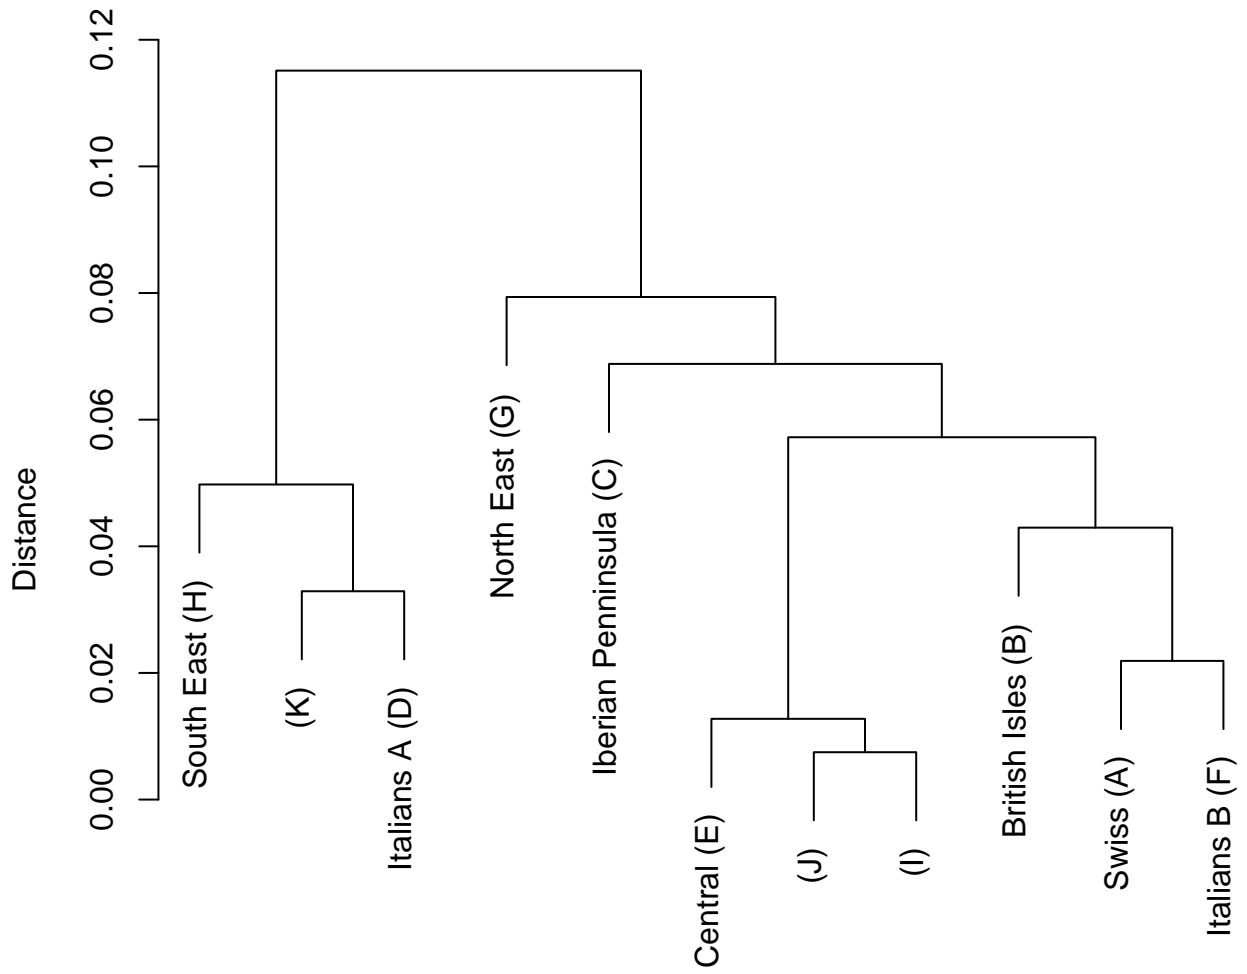 0.12
0.10
0.08
0.06
0.04
0.02
0.00
Distance
South East (H)
(K)
Italians A (D)
North East (G)
Iberian Penninsula (C)
Central (E)
(J)
(I)
British Isles (B)
Swiss (A)
Italians B (F)